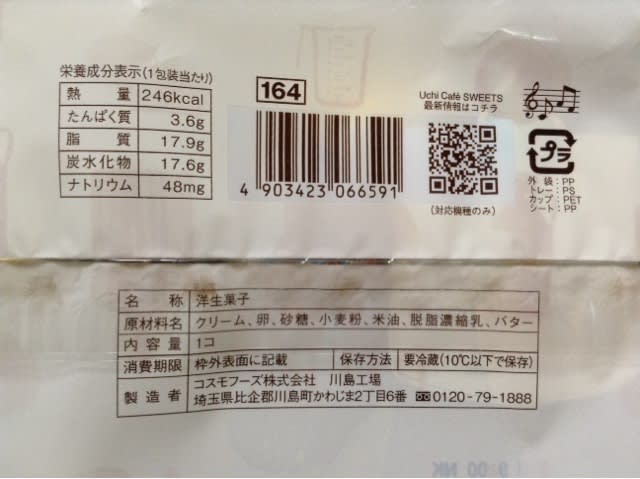 栄養成分表示(1包装当たり)
熱量 246kcal
たんぱく質 3.6g
脂質 17.9g
炭水化物 17.6g
ナトリウム 48mg
164
4 903423 066591
Uchi Café SWEETS
最新情報はコチラ
(対応機種のみ)
プラ
外袋:PP
トレー:PS
カップ:PET
シート:PP
名称 洋生菓子
原材料名 クリーム、卵、砂糖、小麦粉、米油、脱脂濃縮乳、バター
内容量 1コ
消費期限 枠外表面に記載 保存方法 要冷蔵(10℃以下で保存)
製造者 コスモフーズ株式会社 川島工場
埼玉県比企郡川島町かわじま2丁目6番 0120-79-1888